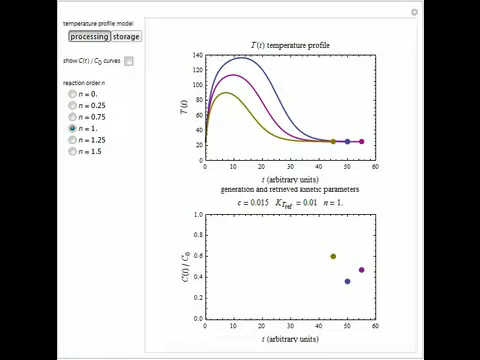 temperature profile model
processing storage
show C(t) / C0 curves
reaction order n
n = 0.
n = 0.25
n = 0.75
n = 1.
n = 1.25
n = 1.5
T (t) temperature profile
140
120
100
80
60
40
20
0
T (t)
0 10 20 30 40 50 60
t (arbitrary units)
generation and retrieved kinetic parameters
c = 0.015 KTref = 0.01 n = 1.
1.0
0.8
0.6
0.4
0.2
0.0
C(t) / C0
0 10 20 30 40 50 60
t (arbitrary units)